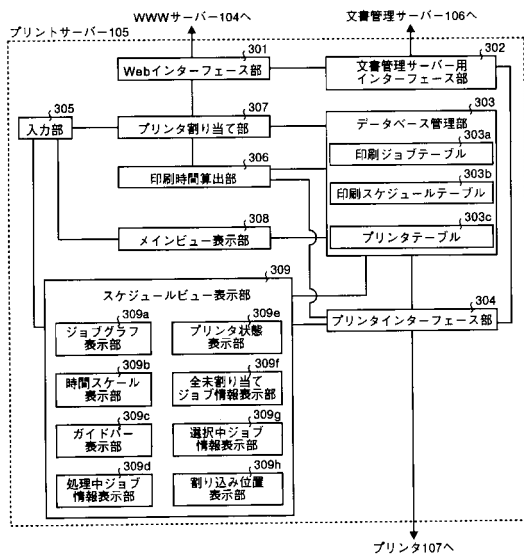 WWWサーバー104へ
文書管理サーバー106へ
プリントサーバー105
301
Webインターフェース部
302
文書管理サーバー用
インターフェース部
305
入力部
307
プリンタ割り当て部
303
データベース管理部
303a
印刷ジョブテーブル
306
印刷時間算出部
303b
印刷スケジュールテーブル
308
メインビュー表示部
303c
プリンタテーブル
309
スケジュールビュー表示部
304
プリンタインターフェース部
309a
ジョブグラフ
表示部
309e
プリンタ状態
表示部
309b
時間スケール
表示部
309f
全未割り当て
ジョブ情報表示部
309c
ガイドバー
表示部
309g
選択中ジョブ
情報表示部
309d
処理中ジョブ
情報表示部
309h
割り込み位置
表示部
プリンタ107へ